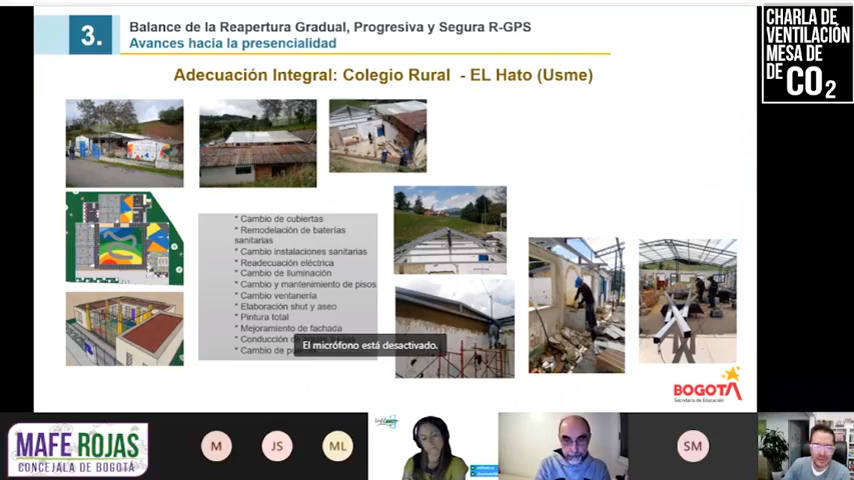 3.
Balance de la Reapertura Gradual, Progresiva y Segura R-GPS
Avances hacia la presencialidad
Adecuación Integral: Colegio Rural - EL Hato (Usme)
* Cambio de cubiertas
* Remodelación de baterías
sanitarias
* Cambio instalaciones sanitarias
* Readecuación eléctrica
* Cambio de iluminación
* Cambio y mantenimiento de pisos
* Cambio ventanería
* Elaboración shut y aseo
* Pintura total
* Mejoramiento de fachada
* Conducción de
* Cambio de
El micrófono está desactivado.
BOGOTÁ
Secretaría de Educación
CHARLA DE
VENTILACIÓN
MESA DE
DE CO2
MAFE ROJAS
CONCEJALA DE BOGOTÁ
M
JS
ML
SM